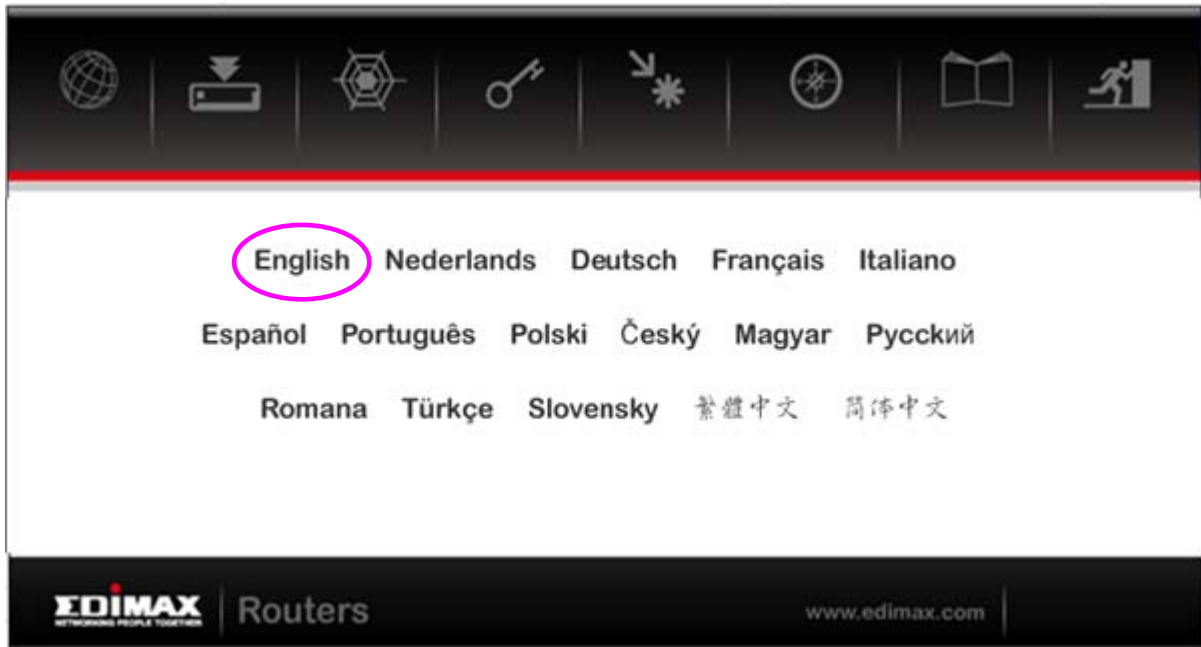 English Nederlands Deutsch Français Italiano
Español Português Polski Český Magyar Русский
Romana Türkçe Slovensky 繁體中文 简体中文
EDIMAX Routers www.edimax.com
NETWORKING PEOPLE TOGETHER